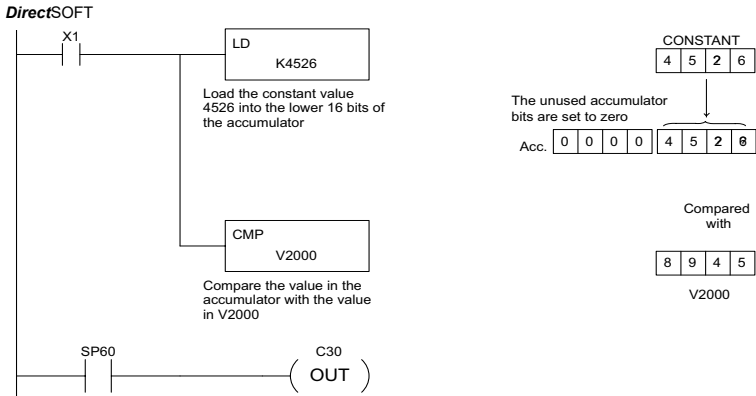 DirectSOFT
X1
LD
K4526
Load the constant value
4526 into the lower 16 bits of
the accumulator
CONSTANT
4 5 2 6
The unused accumulator
bits are set to zero
Acc. 0 0 0 0 4 5 2
Compared
with
8 9 4 5
V2000
CMP
V2000
Compare the value in the
accumulator with the value
in V2000
SP60
C30
OUT